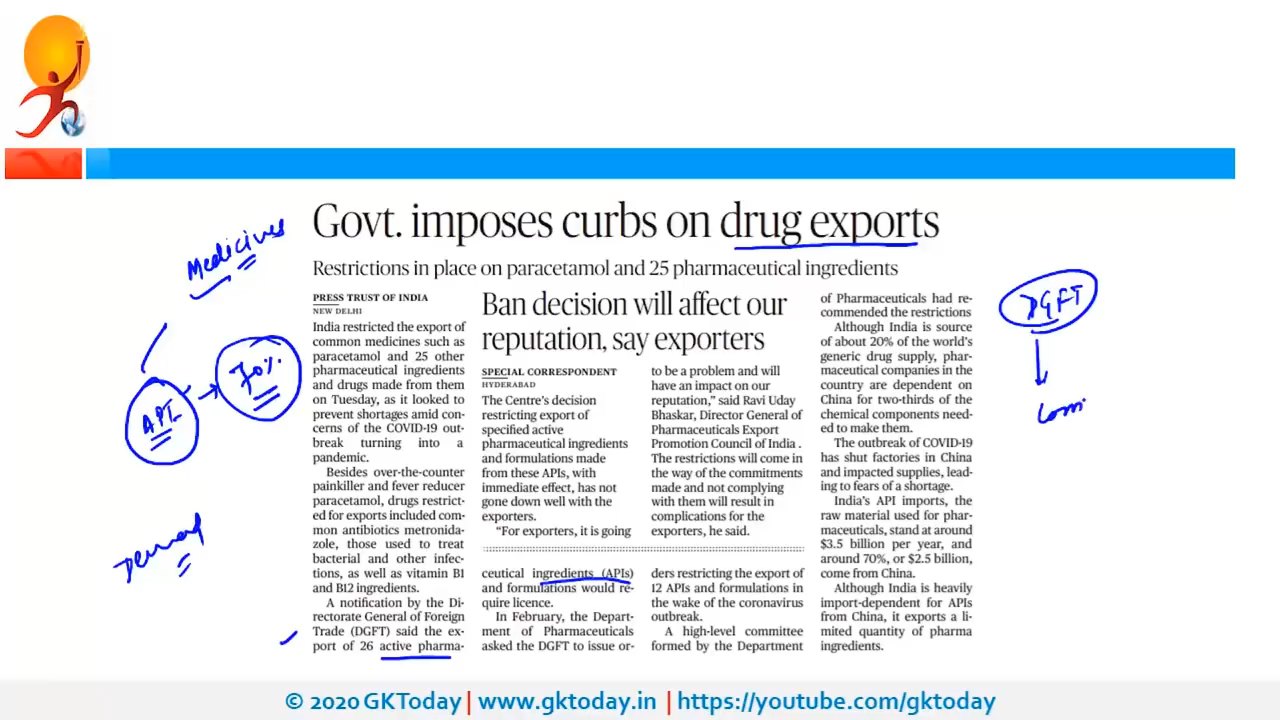 Govt. imposes curbs on drug exports
Restrictions in place on paracetamol and 25 pharmaceutical ingredients
PRESS TRUST OF INDIA
NEW DELHI
India restricted the export of
common medicines such as
paracetamol and 25 other
pharmaceutical ingredients
and drugs made from them
on Tuesday, as it looked to
prevent shortages amid con-
cerns of the COVID-19 out-
break turning into a
pandemic.
Besides over-the-counter
painkiller and fever reducer
paracetamol, drugs restrict-
ed for exports included com-
mon antibiotics metronida-
zole, those used to treat
bacterial and other infec-
tions, as well as vitamin B1
and B12 ingredients.
A notification by the Di-
rectorate General of Foreign
Trade (DGFT) said the ex-
port of 26 active pharma-
Ban decision will affect our
reputation, say exporters
SPECIAL CORRESPONDENT
HYDERABAD
The Centre's decision
restricting export of
specified active
pharmaceutical ingredients
and formulations made
from these APIs, with
immediate effect, has not
gone down well with the
exporters.
"For exporters, it is going
to be a problem and will
have an impact on our
reputation," said Ravi Uday
Bhaskar, Director General of
Pharmaceuticals Export
Promotion Council of India .
The restrictions will come in
the way of the commitments
made and not complying
with them will result in
complications for the
exporters, he said.
ceutical ingredients (APIs)
and formulations would re-
quire licence.
In February, the Depart-
ment of Pharmaceuticals
asked the DGFT to issue or-
ders restricting the export of
12 APIs and formulations in
the wake of the coronavirus
outbreak.
A high-level committee
formed by the Department
of Pharmaceuticals had re-
commended the restrictions
Although India is source
of about 20% of the world's
generic drug supply, phar-
maceutical companies in the
country are dependent on
China for two-thirds of the
chemical components need-
ed to make them.
The outbreak of COVID-19
has shut factories in China
and impacted supplies, lead-
ing to fears of a shortage.
India's API imports, the
raw material used for phar-
maceuticals, stand at around
$3.5 billion per year, and
around 70%, or $2.5 billion,
come from China.
Although India is heavily
import-dependent for APIs
from China, it exports a li-
mited quantity of pharma
ingredients.
Medicines
API
70%
Demand
DGFT
© 2020 GKToday | www.gktoday.in | https://youtube.com/gktoday